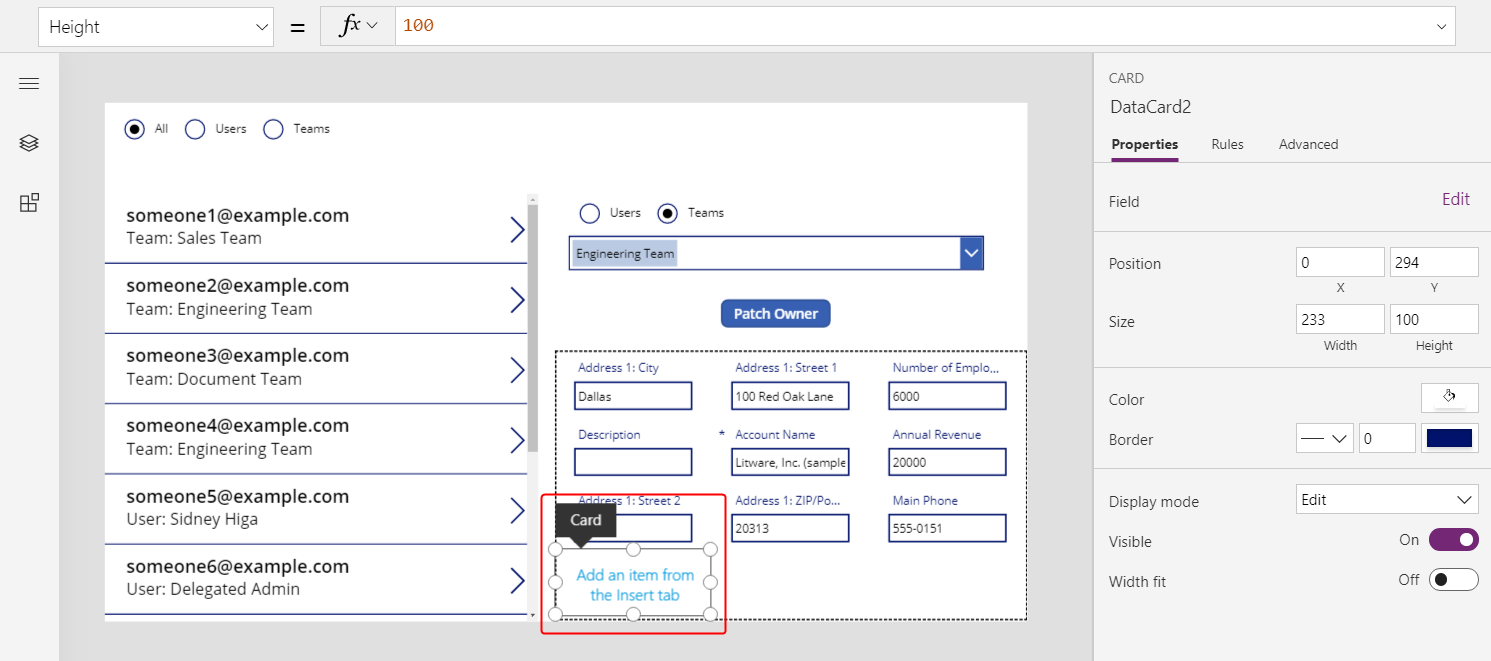 Height = fx 100
All Users Teams
someone1@example.com
Team: Sales Team
someone2@example.com
Team: Engineering Team
someone3@example.com
Team: Document Team
someone4@example.com
Team: Engineering Team
someone5@example.com
User: Sidney Higa
someone6@example.com
User: Delegated Admin
Users Teams
Engineering Team
Patch Owner
Address 1: City Address 1: Street 1 Number of Emplo...
Dallas 100 Red Oak Lane 6000
Description * Account Name Annual Revenue
Litware, Inc. (sample 20000
Address 1: Street 2 Address 1: ZIP/Po... Main Phone
Card 20313 555-0151
Add an item from
the Insert tab
CARD
DataCard2
Properties Rules Advanced
Field Edit
Position 0 294
X Y
Size 233 100
Width Height
Color
Border 0
Display mode Edit
Visible On
Width fit Off